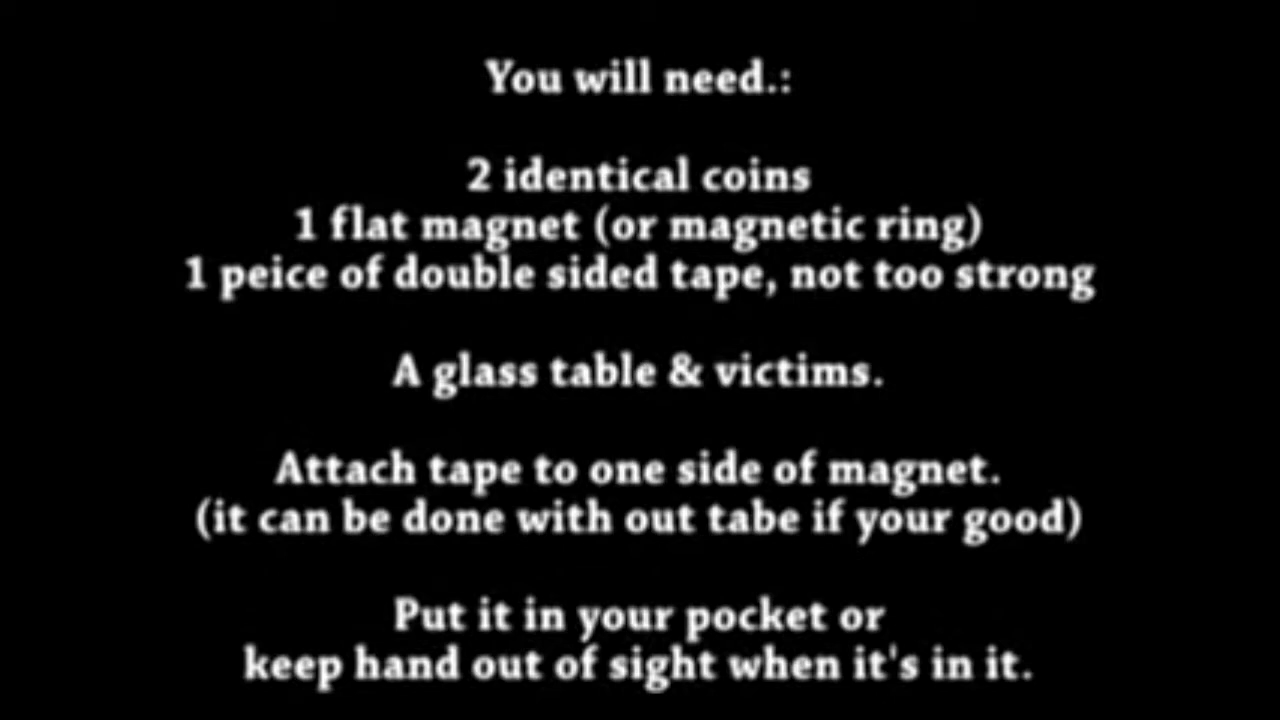 You will need.:
2 identical coins
1 flat magnet (or magnetic ring)
1 peice of double sided tape, not too strong
A glass table & victims.
Attach tape to one side of magnet.
(it can be done with out tabe if your good)
Put it in your pocket or
keep hand out of sight when it's in it.